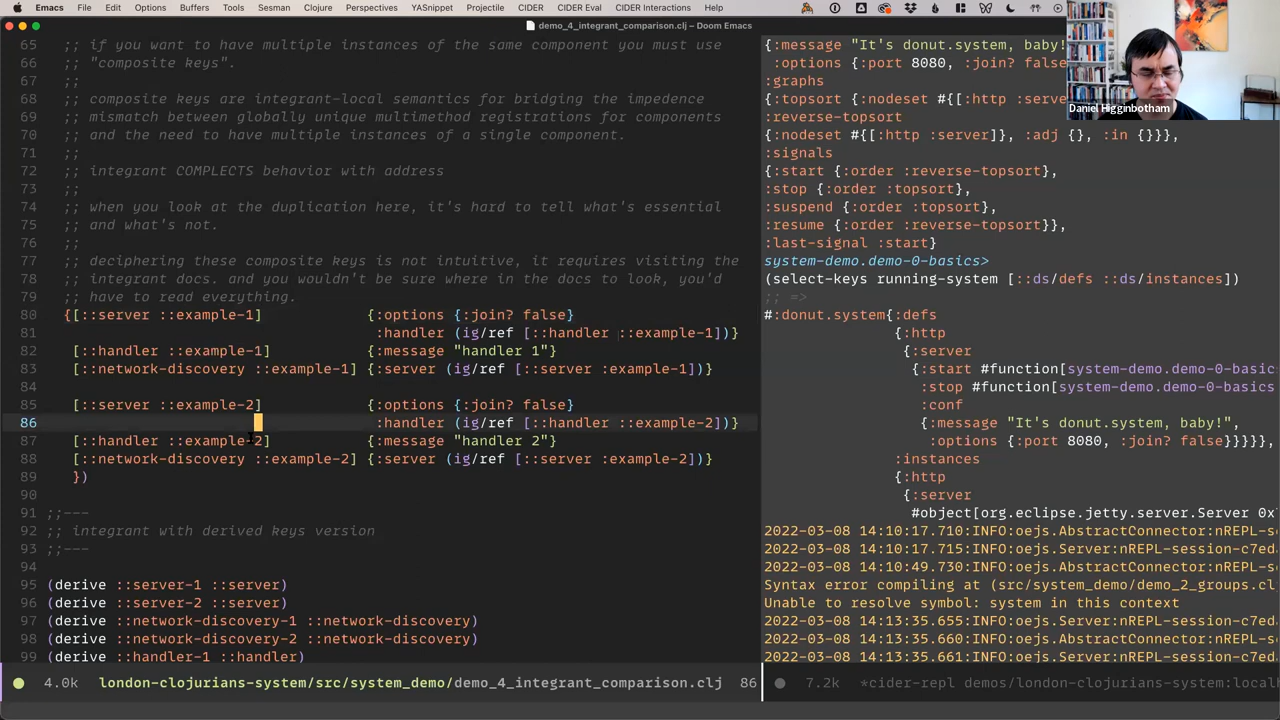 Emacs File Edit Options Buffers Tools Sesman Clojure Perspectives YASnippet Projectile CIDER CIDER Eval CIDER Interactions Help
demo_4_integrant_comparison.clj – Doom Emacs
65 ;; if you want to have multiple instances of the same component you must use
66 ;; "composite keys".
67 ;;
68 ;; composite keys are integrant-local semantics for bridging the impedence
69 ;; mismatch between globally unique multimethod registrations for components
70 ;; and the need to have multiple instances of a single component.
71 ;;
72 ;; integrant COMPLECTS behavior with address
73 ;;
74 ;; when you look at the duplication here, it's hard to tell what's essential
75 ;; and what's not.
76 ;;
77 ;; deciphering these composite keys is not intuitive, it requires visiting the
78 ;; integrant docs. and you wouldn't be sure where in the docs to look, you'd
79 ;; have to read everything.
80 {[::server ::example-1] {:options {:join? false}
81 :handler (ig/ref [::handler ::example-1])}
82 [::handler ::example-1] {:message "handler 1"}
83 [::network-discovery ::example-1] {:server (ig/ref [::server ::example-1])}
84
85 [::server ::example-2] {:options {:join? false}
86 :handler (ig/ref [::handler ::example-2])}
87 [::handler ::example-2] {:message "handler 2"}
88 [::network-discovery ::example-2] {:server (ig/ref [::server :example-2])}
89 })
90
91 ;;---
92 ;; integrant with derived keys version
93 ;;---
94
95 (derive ::server-1 ::server)
96 (derive ::server-2 ::server)
97 (derive ::network-discovery-1 ::network-discovery)
98 (derive ::network-discovery-2 ::network-discovery)
99 (derive ::handler-1 ::handler)
4.0k london-clojurians-system/src/system_demo/demo_4_integrant_comparison.clj 86
{:message "It's donut.system, baby!
:options {:port 8080, :join? false
:graphs
{:topsort {:nodeset #{[:http :serve
:reverse-topsort
{:nodeset #{[:http :server]}, :adj {}, :in {}}},
:signals
{:start {:order :reverse-topsort},
:stop {:order :topsort},
:suspend {:order :topsort},
:resume {:order :reverse-topsort}},
:last-signal :start}
system-demo.demo-0-basics>
(select-keys running-system [::ds/defs ::ds/instances])
;; =>
#:donut.system{:defs
{:http
{:server
{:start #function[system-demo.demo-0-basic
:stop #function[system-demo.demo-0-basics
:conf
{:message "It's donut.system, baby!",
:options {:port 8080, :join? false}}}}},
:instances
{:http
{:server
#object[org.eclipse.jetty.server.Server 0x
2022-03-08 14:10:17.710:INFO:oejs.AbstractConnector:nREPL-s
2022-03-08 14:10:17.715:INFO:oejs.Server:nREPL-session-c7ed
2022-03-08 14:10:49.730:INFO:oejs.AbstractConnector:nREPL-s
Syntax error compiling at (src/system_demo/demo_2_groups.cl
Unable to resolve symbol: system in this context
2022-03-08 14:13:35.655:INFO:oejs.Server:nREPL-session-c7ed
2022-03-08 14:13:35.660:INFO:oejs.AbstractConnector:nREPL-s
2022-03-08 14:13:35.661:INFO:oejs.Server:nREPL-session-c7ed
7.2k *cider-repl demos/london-clojurians-system:local
Daniel Higginbotham